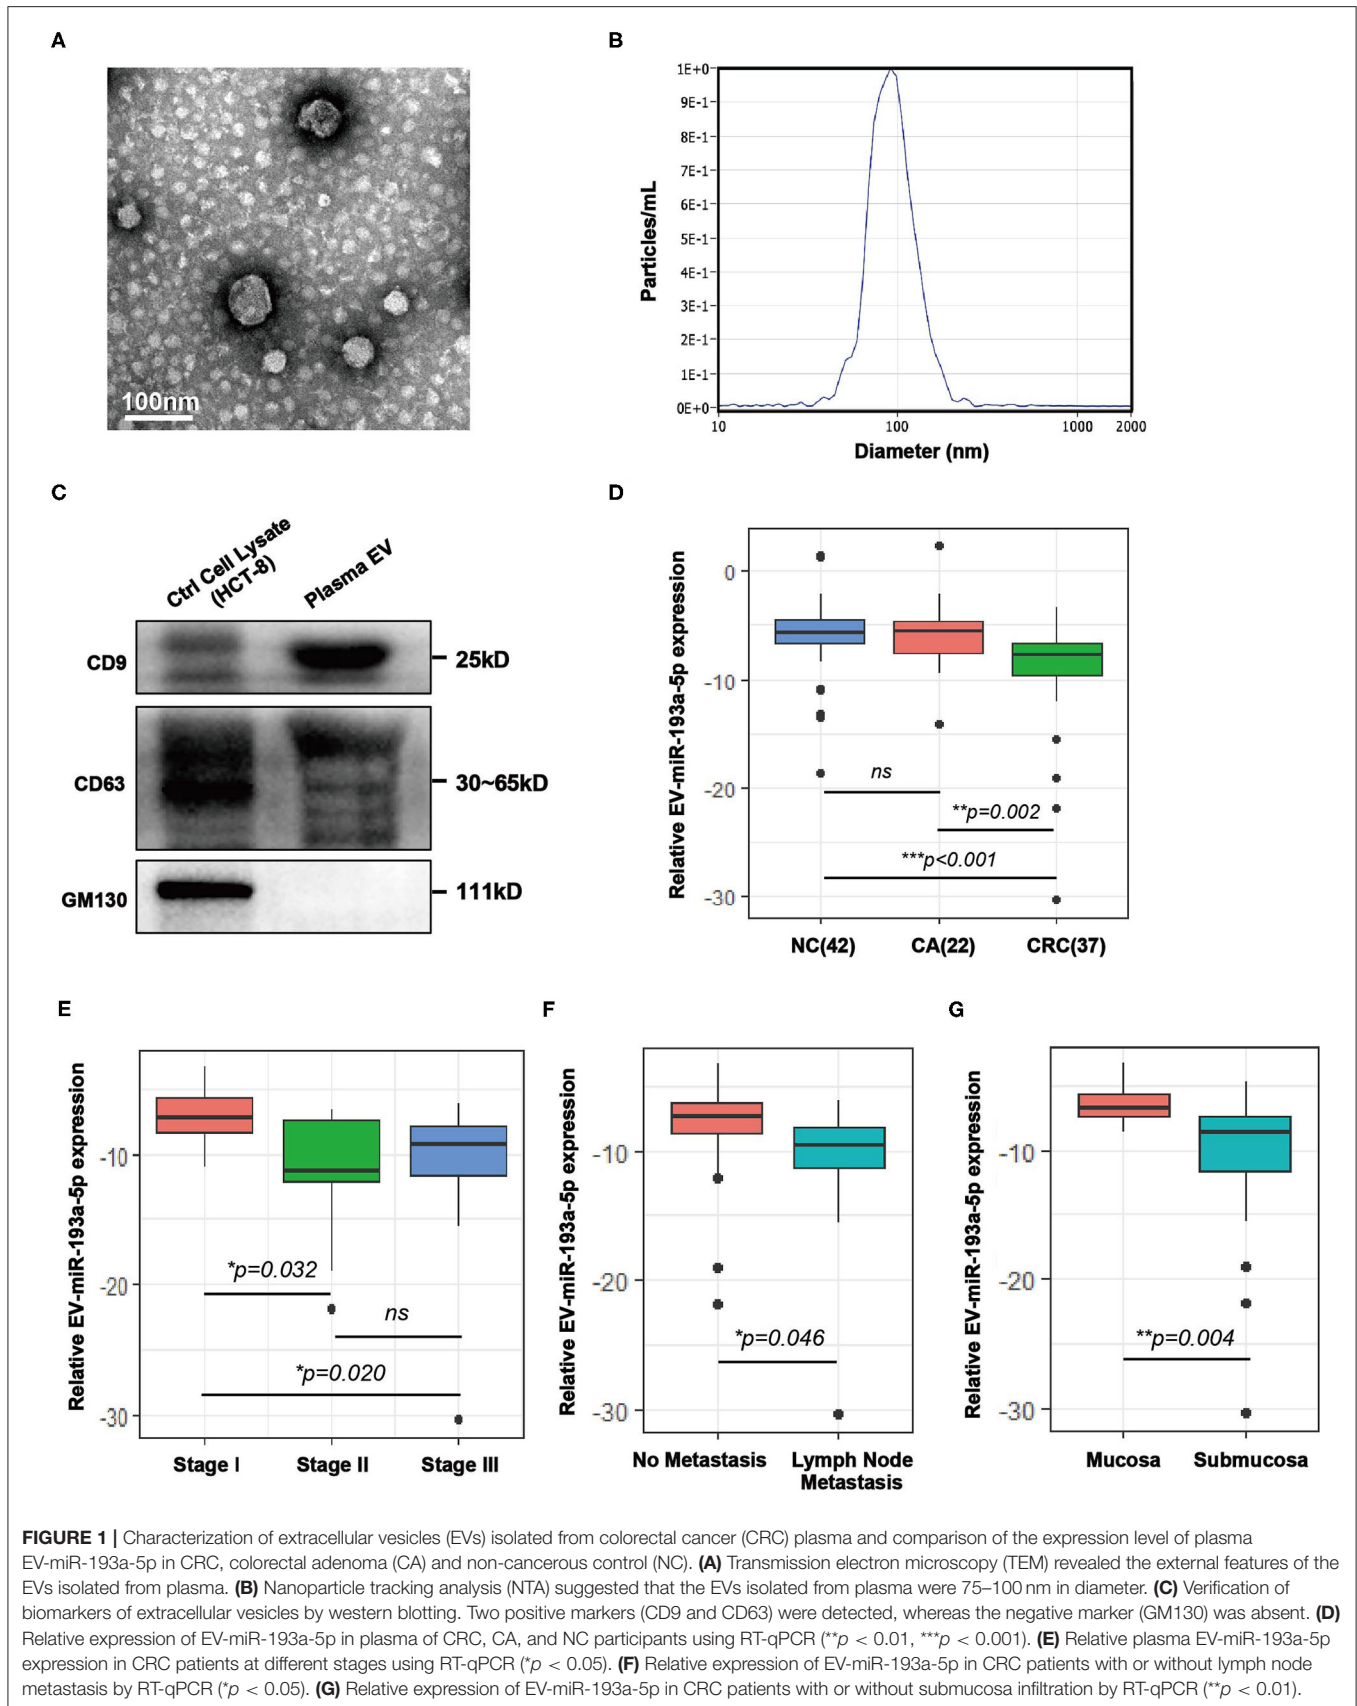 A
100nm
B
1E+0
9E-1
8E-1
7E-1
6E-1
5E-1
4E-1
3E-1
2E-1
1E-1
0E+0
Particles/mL
10
100
1000
2000
Diameter (nm)
C
Ctrl Cell Lysate
(HCT-8)
Plasma EV
CD9
25kD
CD63
30~65kD
GM130
111kD
D
Relative EV-miR-193a-5p expression
0
-10
-20
-30
ns
**p=0.002
***p<0.001
NC(42)
CA(22)
CRC(37)
E
Relative EV-miR-193a-5p expression
-10
-20
-30
*p=0.032
ns
*p=0.020
Stage I
Stage II
Stage III
F
Relative EV-miR-193a-5p expression
-10
-20
-30
*p=0.046
No Metastasis
Lymph Node
Metastasis
G
Relative EV-miR-193a-5p expression
-10
-20
-30
**p=0.004
Mucosa
Submucosa
FIGURE 1 | Characterization of extracellular vesicles (EVs) isolated from colorectal cancer (CRC) plasma and comparison of the expression level of plasma
EV-miR-193a-5p in CRC, colorectal adenoma (CA) and non-cancerous control (NC). (A) Transmission electron microscopy (TEM) revealed the external features of the
EVs isolated from plasma. (B) Nanoparticle tracking analysis (NTA) suggested that the EVs isolated from plasma were 75–100 nm in diameter. (C) Verification of
biomarkers of extracellular vesicles by western blotting. Two positive markers (CD9 and CD63) were detected, whereas the negative marker (GM130) was absent. (D)
Relative expression of EV-miR-193a-5p in plasma of CRC, CA, and NC participants using RT-qPCR (**p < 0.01, ***p < 0.001). (E) Relative plasma EV-miR-193a-5p
expression in CRC patients at different stages using RT-qPCR (*p < 0.05). (F) Relative expression of EV-miR-193a-5p in CRC patients with or without lymph node
metastasis by RT-qPCR (*p < 0.05). (G) Relative expression of EV-miR-193a-5p in CRC patients with or without submucosa infiltration by RT-qPCR (**p < 0.01).